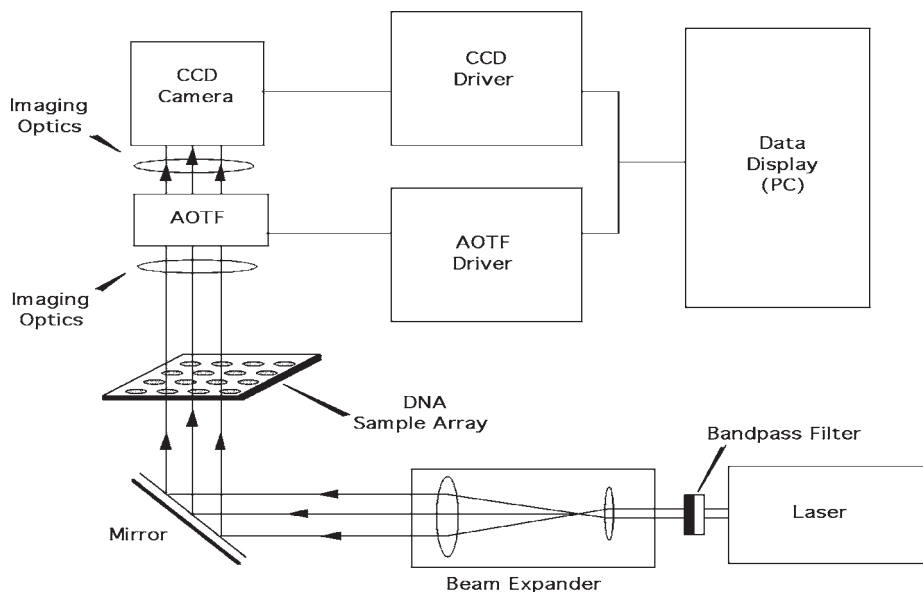 CCD
Camera
CCD
Driver
Imaging
Optics
Data
Display
(PC)
AOTF
AOTF
Driver
Imaging
Optics
DNA
Sample Array
Bandpass Filter
Laser
Mirror
Beam Expander